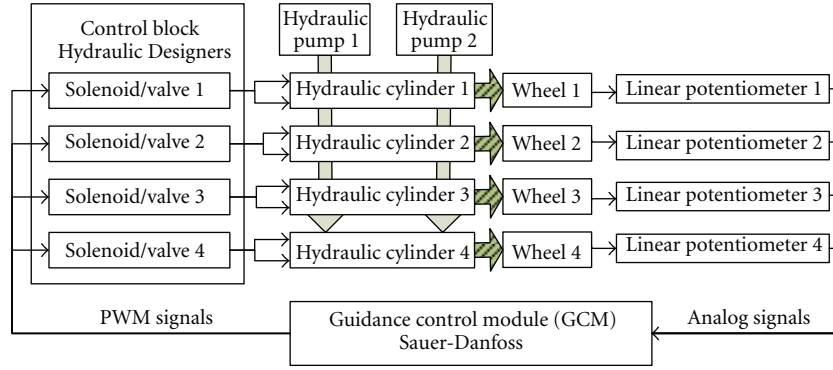 Control block
Hydraulic Designers
Hydraulic
pump 1
Hydraulic
pump 2
Solenoid/valve 1
Hydraulic cylinder 1
Wheel 1
Linear potentiometer 1
Solenoid/valve 2
Hydraulic cylinder 2
Wheel 2
Linear potentiometer 2
Solenoid/valve 3
Hydraulic cylinder 3
Wheel 3
Linear potentiometer 3
Solenoid/valve 4
Hydraulic cylinder 4
Wheel 4
Linear potentiometer 4
PWM signals
Guidance control module (GCM)
Sauer-Danfoss
Analog signals